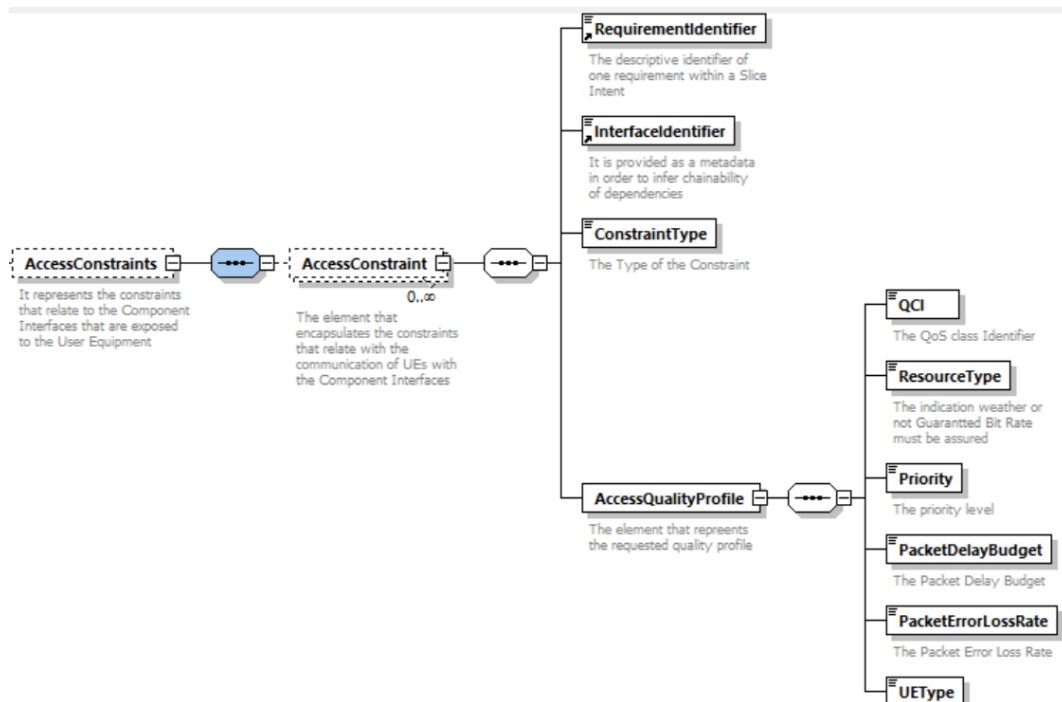 RequirementIdentifier
The descriptive identifier of
one requirement within a Slice
Intent
InterfaceIdentifier
It is provided as a metadata
in order to infer chainability
of dependencies
ConstraintType
The Type of the Constraint
AccessConstraints
It represents the constraints
that relate to the Component
Interfaces that are exposed
to the User Equipment
AccessConstraint
0..∞
The element that
encapsulates the constraints
that relate with the
communication of UEs with
the Component Interfaces
AccessQualityProfile
The element that repreents
the requested quality profile
QCI
The QoS class Identifier
ResourceType
The indication weather or
not Guarantted Bit Rate
must be assured
Priority
The priority level
PacketDelayBudget
The Packet Delay Budget
PacketErrorLossRate
The Packet Error Loss Rate
UEType